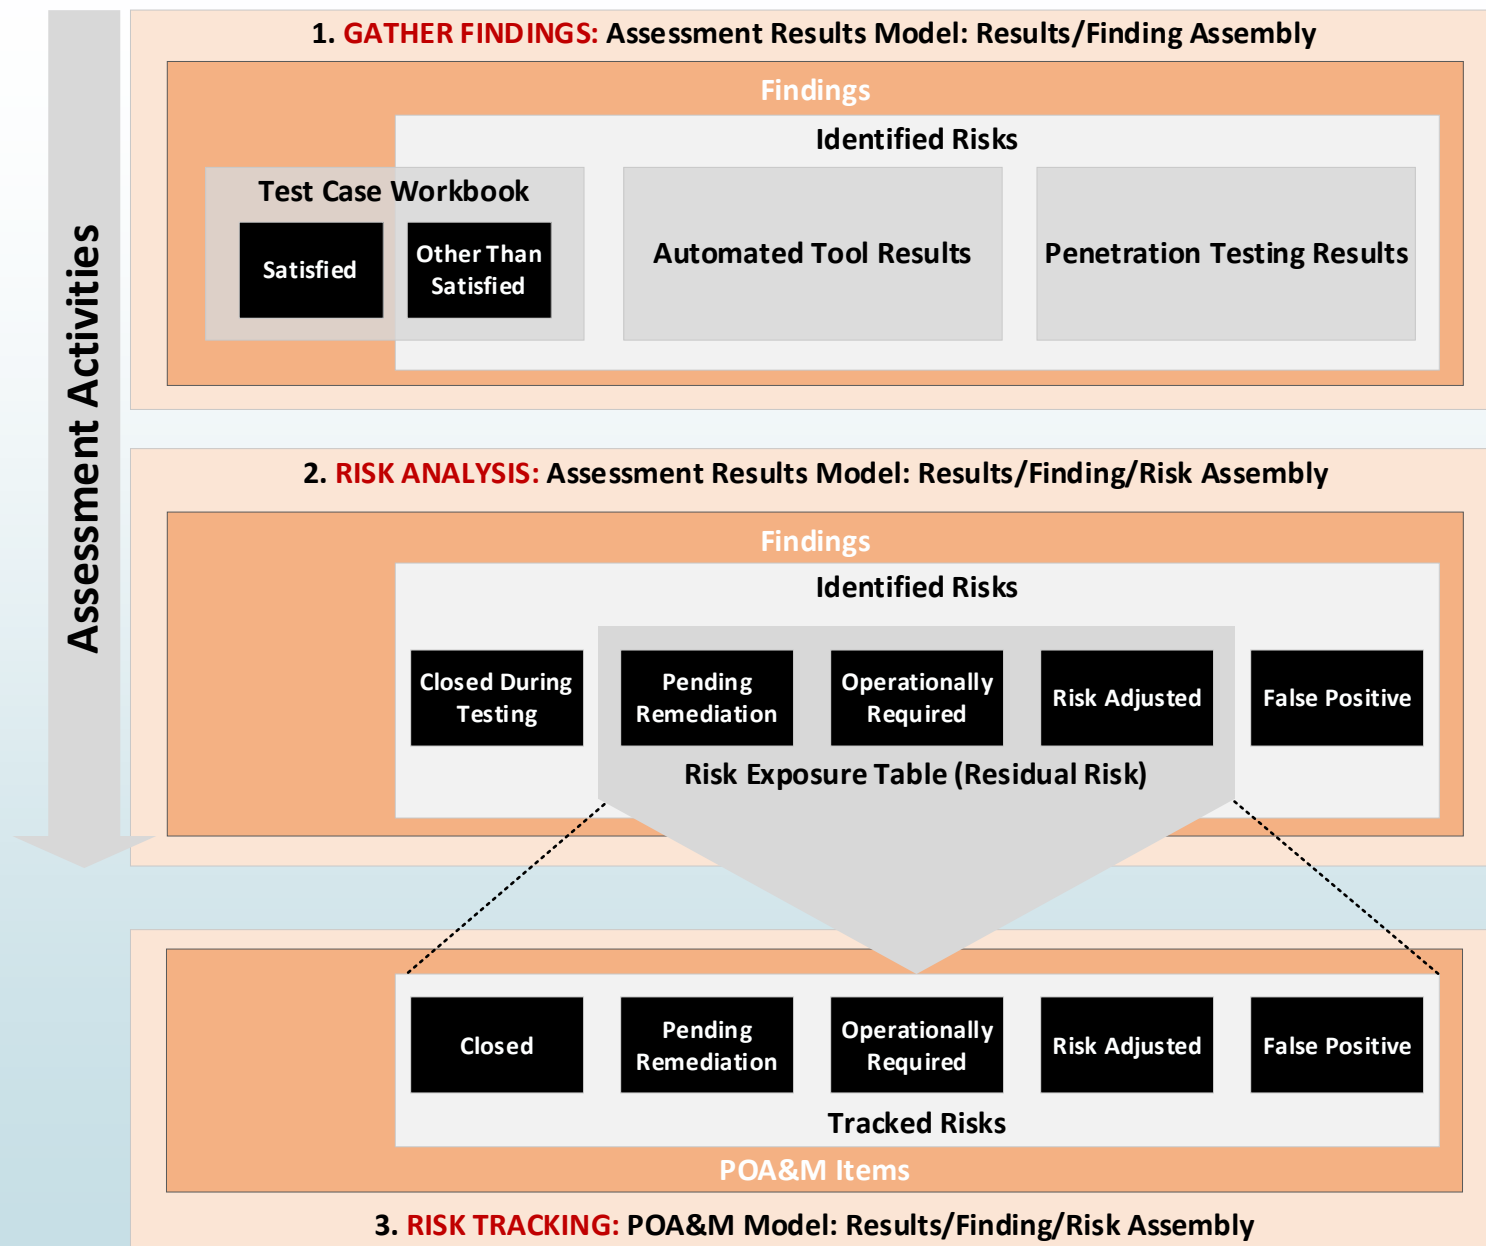 Assessment Activities
1. GATHER FINDINGS: Assessment Results Model: Results/Finding Assembly
Findings
Identified Risks
Test Case Workbook
Satisfied
Other Than
Satisfied
Automated Tool Results
Penetration Testing Results
2. RISK ANALYSIS: Assessment Results Model: Results/Finding/Risk Assembly
Findings
Identified Risks
Closed During
Testing
Pending
Remediation
Operationally
Required
Risk Adjusted
False Positive
Risk Exposure Table (Residual Risk)
Closed
Pending
Remediation
Operationally
Required
Risk Adjusted
False Positive
Tracked Risks
POA&M Items
3. RISK TRACKING: POA&M Model: Results/Finding/Risk Assembly